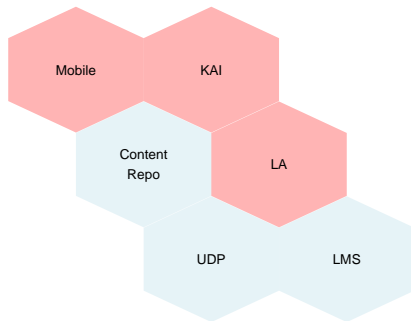 Mobile
KAI
Content
Repo
LA
UDP
LMS